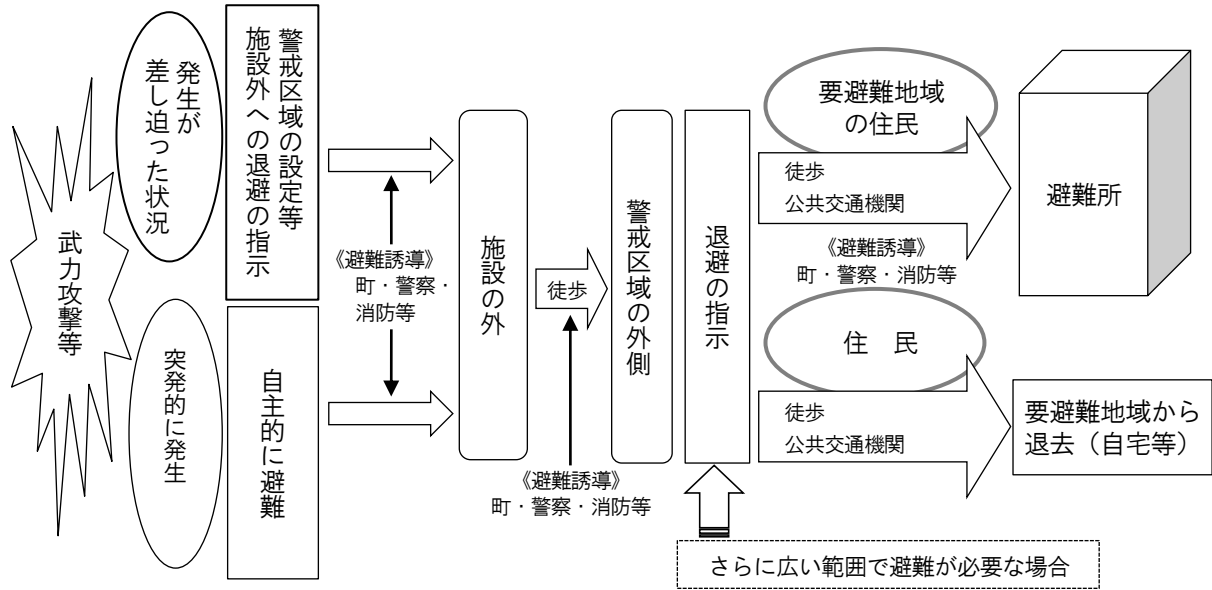 武力攻撃等
発生が
差し迫った状況
警戒区域の設定等
施設外への退避の指示
突発的に発生
自主的に避難
《避難誘導》
町・警察・
消防等
施設の外
徒歩
《避難誘導》
町・警察・消防等
警戒区域の外側
退避の指示
さらに広い範囲で避難が必要な場合
要避難地域
の住民
徒歩
公共交通機関
《避難誘導》
町・警察・消防等
避難所
住　民
徒歩
公共交通機関
要避難地域から
退去（自宅等）